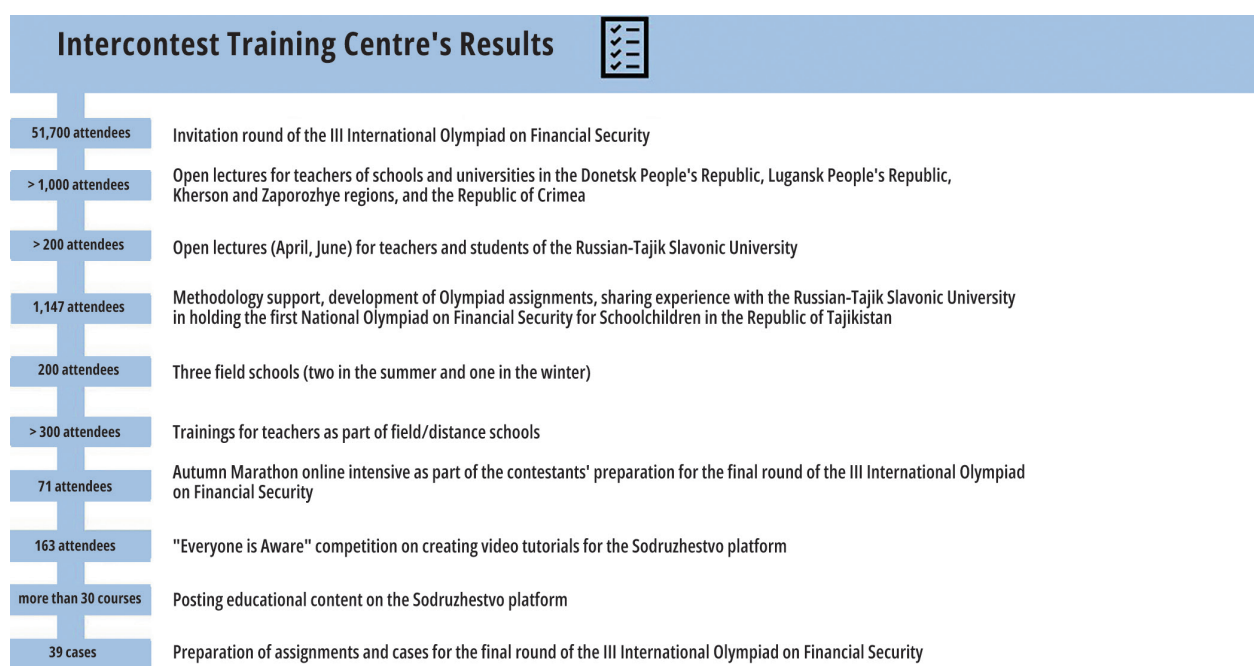 Intercontest Training Centre's Results
51,700 attendees
Invitation round of the III International Olympiad on Financial Security
> 1,000 attendees
Open lectures for teachers of schools and universities in the Donetsk People's Republic, Lugansk People's Republic,
Kherson and Zaporozhye regions, and the Republic of Crimea
> 200 attendees
Open lectures (April, June) for teachers and students of the Russian-Tajik Slavonic University
1,147 attendees
Methodology support, development of Olympiad assignments, sharing experience with the Russian-Tajik Slavonic University
in holding the first National Olympiad on Financial Security for Schoolchildren in the Republic of Tajikistan
200 attendees
Three field schools (two in the summer and one in the winter)
> 300 attendees
Trainings for teachers as part of field/distance schools
71 attendees
Autumn Marathon online intensive as part of the contestants' preparation for the final round of the III International Olympiad
on Financial Security
163 attendees
"Everyone is Aware" competition on creating video tutorials for the Sodruzhestvo platform
more than 30 courses
Posting educational content on the Sodruzhestvo platform
39 cases
Preparation of assignments and cases for the final round of the III International Olympiad on Financial Security